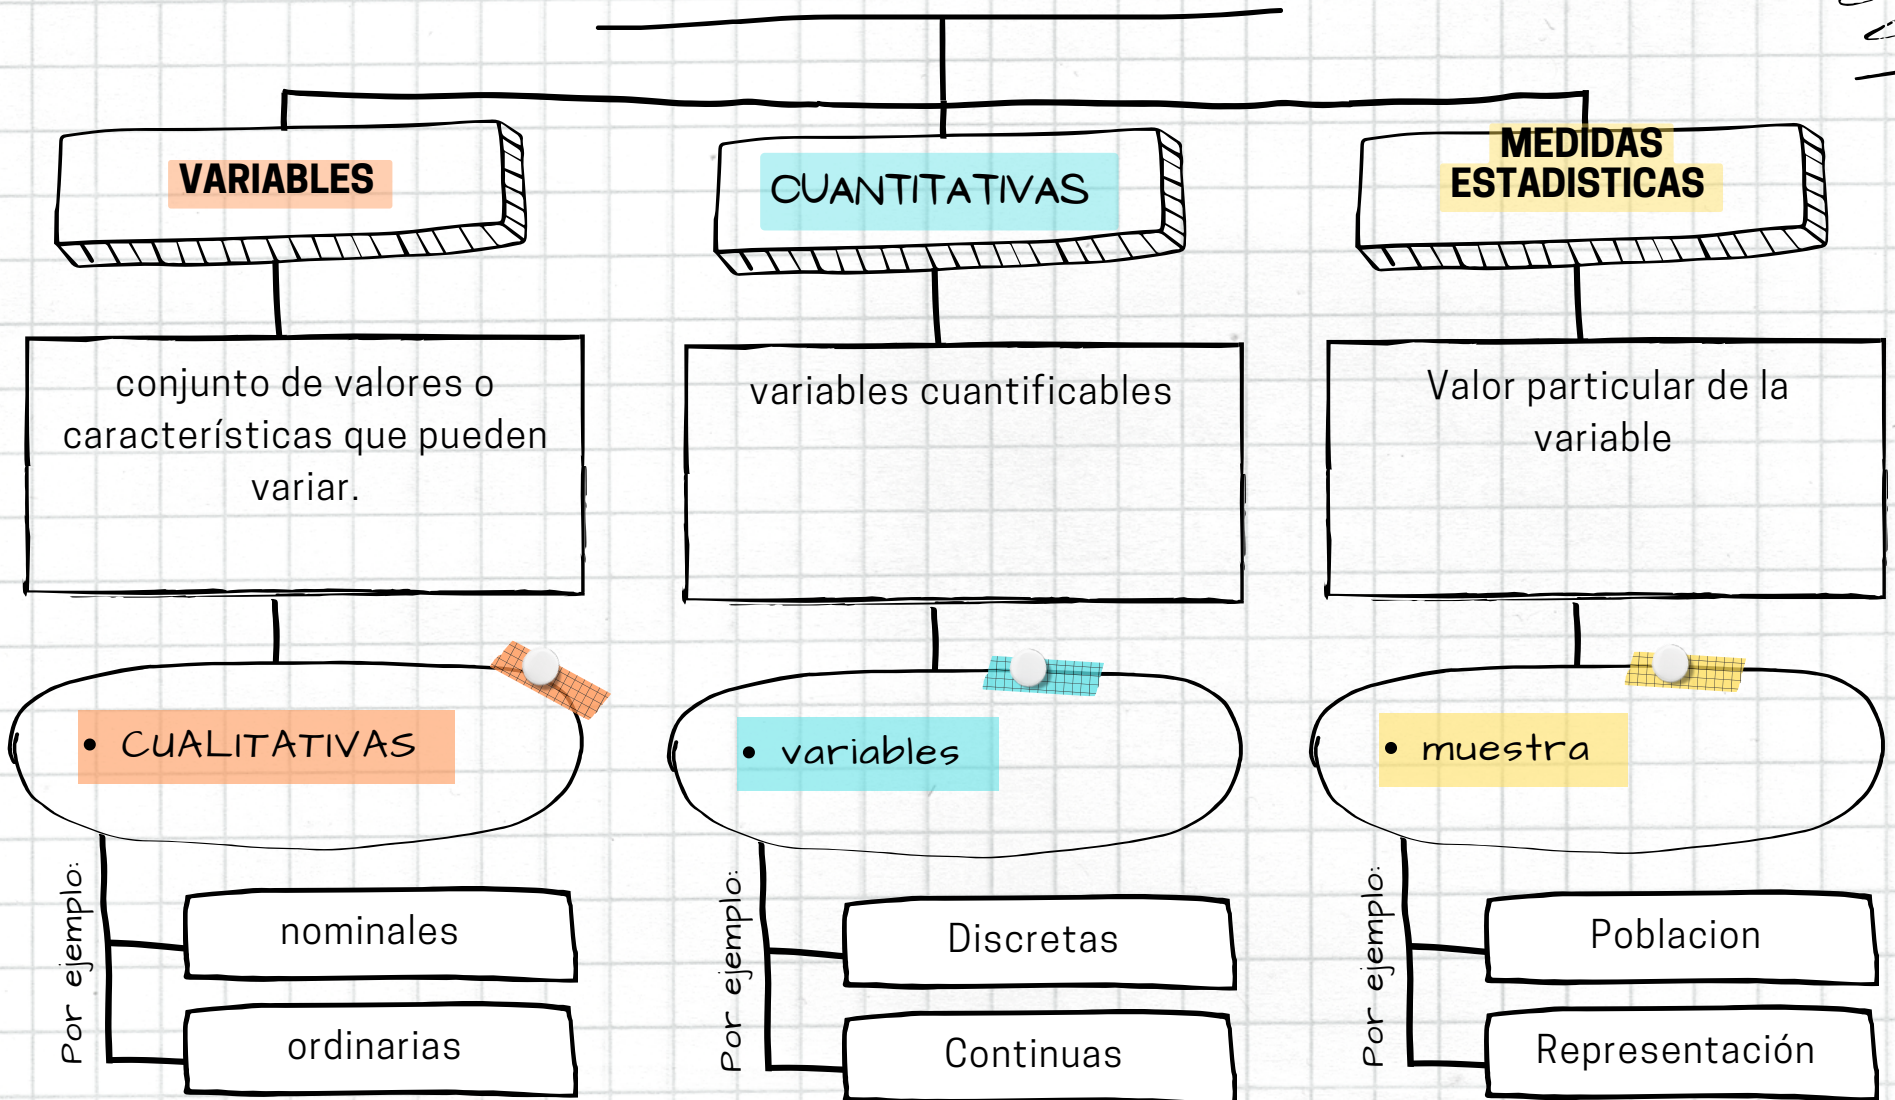 VARIABLES
conjunto de valores o
características que pueden
variar.
• CUALITATIVAS
Por ejemplo:
nominales
ordinarias
CUANTITATIVAS
variables cuantificables
• variables
Por ejemplo:
Discretas
Continuas
MEDIDAS
ESTADISTICAS
Valor particular de la
variable
• muestra
Por ejemplo:
Poblacion
Representación